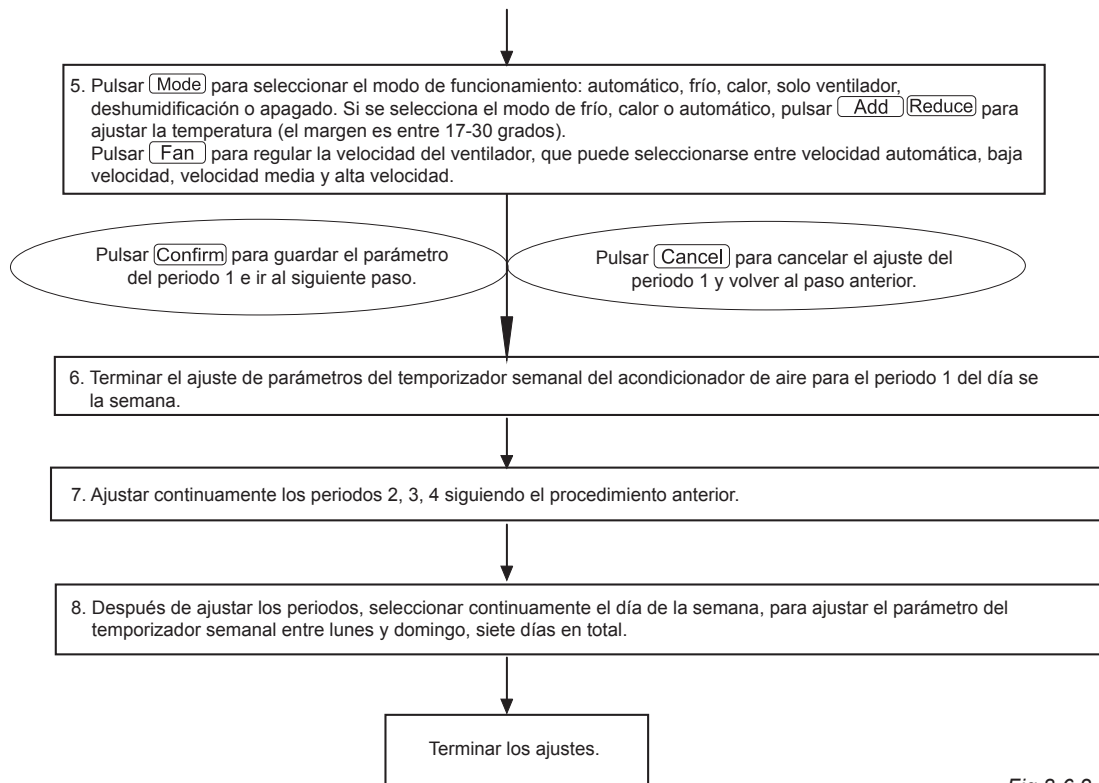 5. Pulsar Mode para seleccionar el modo de funcionamiento: automático, frío, calor, solo ventilador,
deshumidificación o apagado. Si se selecciona el modo de frío, calor o automático, pulsar Add Reduce para
ajustar la temperatura (el margen es entre 17-30 grados).
Pulsar Fan para regular la velocidad del ventilador, que puede seleccionarse entre velocidad automática, baja
velocidad, velocidad media y alta velocidad.
Pulsar Confirm para guardar el parámetro
del periodo 1 e ir al siguiente paso.
Pulsar Cancel para cancelar el ajuste del
periodo 1 y volver al paso anterior.
6. Terminar el ajuste de parámetros del temporizador semanal del acondicionador de aire para el periodo 1 del día se
la semana.
7. Ajustar continuamente los periodos 2, 3, 4 siguiendo el procedimiento anterior.
8. Después de ajustar los periodos, seleccionar continuamente el día de la semana, para ajustar el parámetro del
temporizador semanal entre lunes y domingo, siete días en total.
Terminar los ajustes.